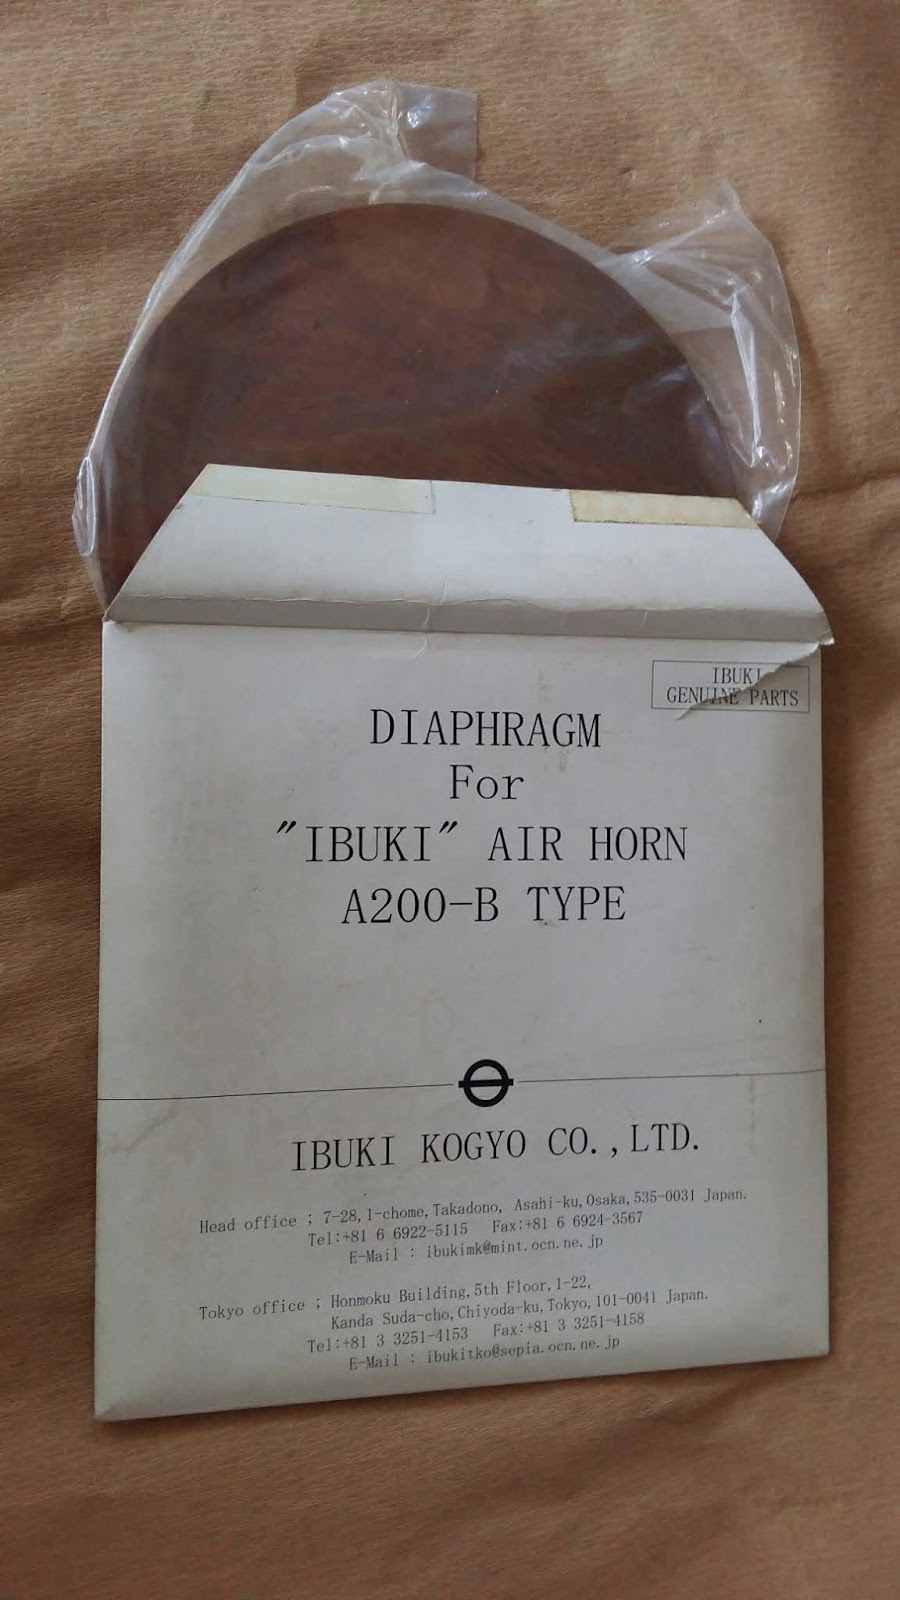 IBUKI
GENUINE PARTS
DIAPHRAGM
For
"IBUKI" AIR HORN
A200-B TYPE
IBUKI KOGYO CO.,LTD.
Head office ; 7-28,1-chome,Takadono, Asahi-ku,Osaka,535-0031 Japan.
Tel:+81 6 6922-5115 Fax:+81 6 6924-3567
E-Mail : ibukimk@mint.ocn.ne.jp
Tokyo office ; Honmoku Building,5th Floor,1-22,
Kanda Suda-cho,Chiyoda-ku,Tokyo,101-0041 Japan.
Tel:+81 3 3251-4153 Fax:+81 3 3251-4158
E-Mail : ibukitko@sepia.ocn.ne.jp